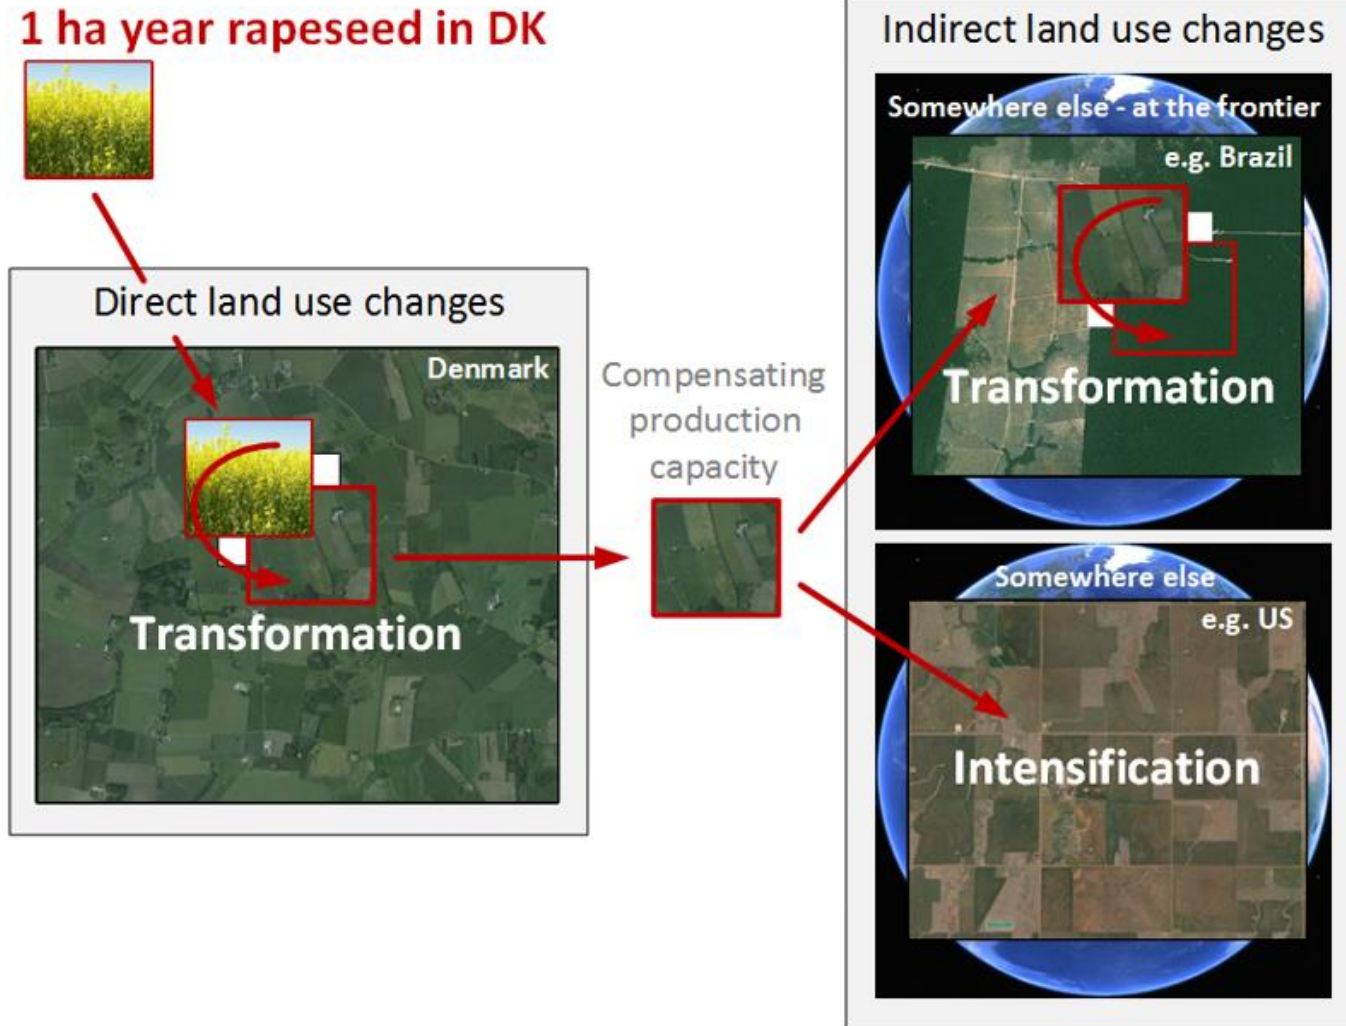 1 ha year rapeseed in DK
Direct land use changes
Denmark
Transformation
Compensating
production
capacity
Indirect land use changes
Somewhere else - at the frontier
e.g. Brazil
Transformation
Somewhere else
e.g. US
Intensification